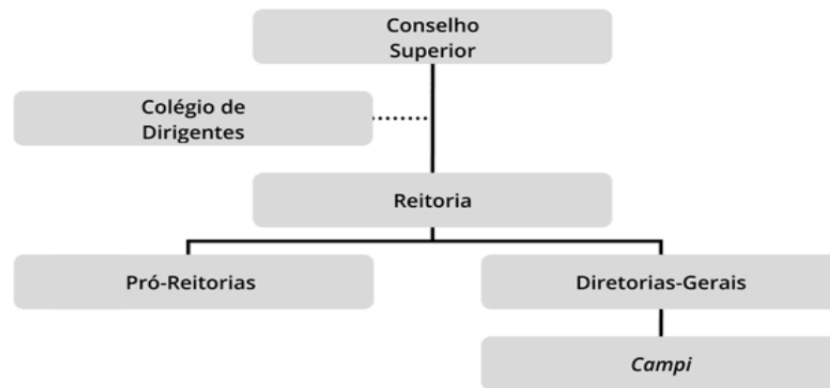 Conselho
Superior
Colégio de
Dirigentes
Reitoria
Pró-Reitorias
Diretorias-Gerais
Campi